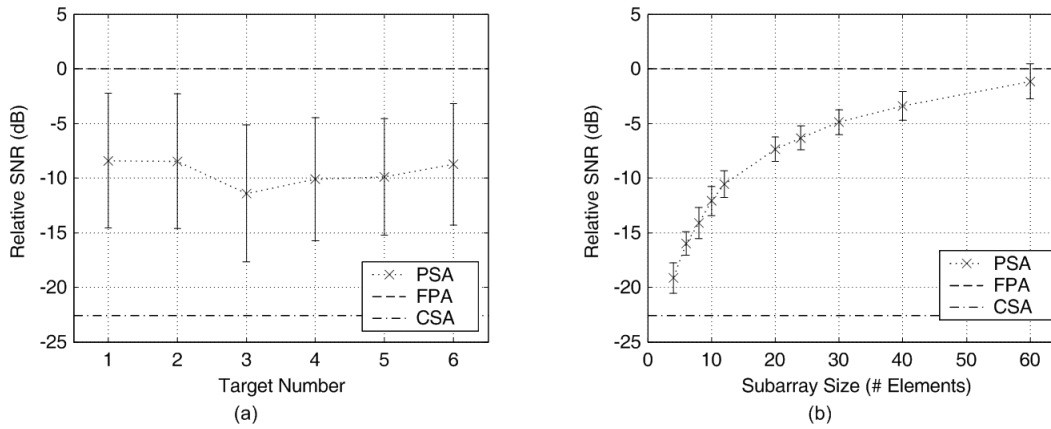 5
0
-5
-10
-15
-20
-25
Relative SNR (dB)
1 2 3 4 5 6
Target Number
PSA
FPA
CSA
(a)
5
0
-5
-10
-15
-20
-25
Relative SNR (dB)
0 10 20 30 40 50 60
Subarray Size (# Elements)
PSA
FPA
CSA
(b)